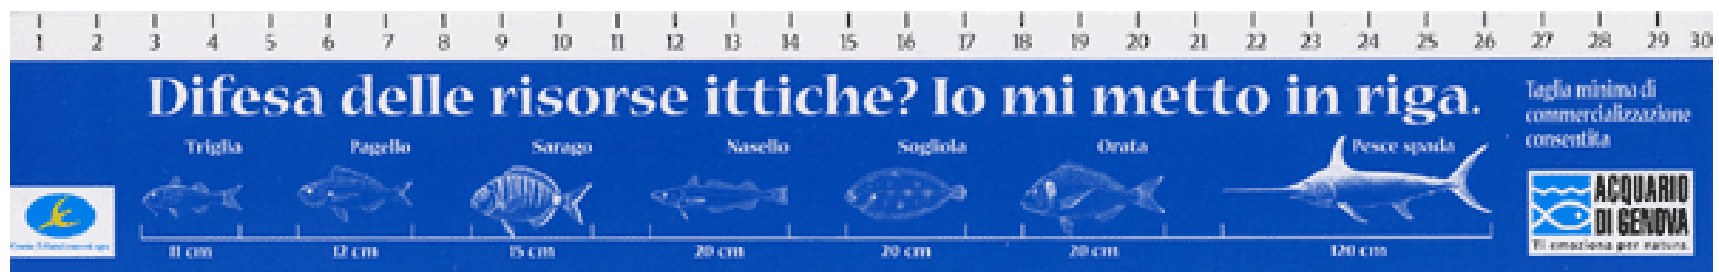 1 2 3 4 5 6 7 8 9 10 11 12 13 14 15 16 17 18 19 20 21 22 23 24 25 26 27 28 29 30
Difesa delle risorse ittiche? Io mi metto in riga.
Taglia minima di
commercializzazione
consentita
Triglia Pagello Sarago Nasello Sogliola Orata Pesce spada
11 cm 12 cm 15 cm 20 cm 20 cm 20 cm 120 cm
ACQUARIO
DI GENOVA
Ti emoziona per natura.